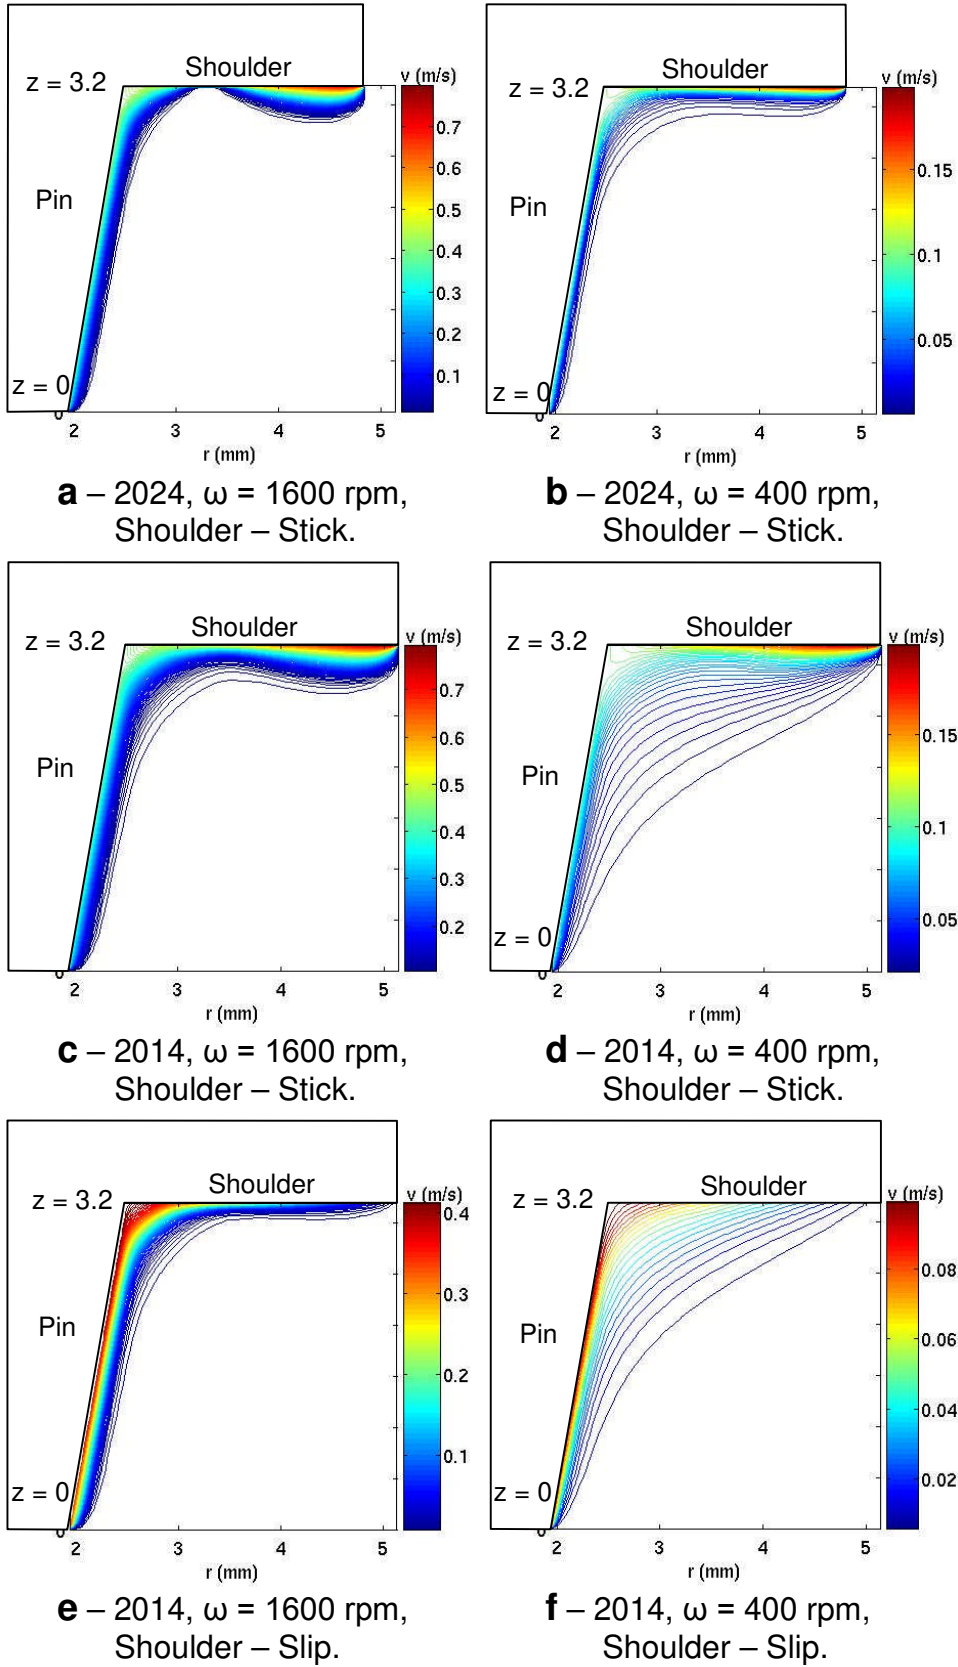 Shoulder
z = 3.2
v (m/s)
0.7
0.6
0.5
0.4
0.3
0.2
0.1
Pin
z = 0
0
2 3 4 5
r (mm)
a – 2024, ω = 1600 rpm,
Shoulder – Stick.
Shoulder
z = 3.2
v (m/s)
0.15
0.1
0.05
Pin
z = 0
0
2 3 4 5
r (mm)
b – 2024, ω = 400 rpm,
Shoulder – Stick.
Shoulder
z = 3.2
v (m/s)
0.7
0.6
0.5
0.4
0.3
0.2
Pin
z = 0
0
2 3 4 5
r (mm)
c – 2014, ω = 1600 rpm,
Shoulder – Stick.
Shoulder
z = 3.2
v (m/s)
0.15
0.1
0.05
Pin
z = 0
0
2 3 4 5
r (mm)
d – 2014, ω = 400 rpm,
Shoulder – Stick.
Shoulder
z = 3.2
v (m/s)
0.4
0.3
0.2
0.1
Pin
z = 0
0
2 3 4 5
r (mm)
e – 2014, ω = 1600 rpm,
Shoulder – Slip.
Shoulder
z = 3.2
v (m/s)
0.08
0.06
0.04
0.02
Pin
z = 0
0
2 3 4 5
r (mm)
f – 2014, ω = 400 rpm,
Shoulder – Slip.